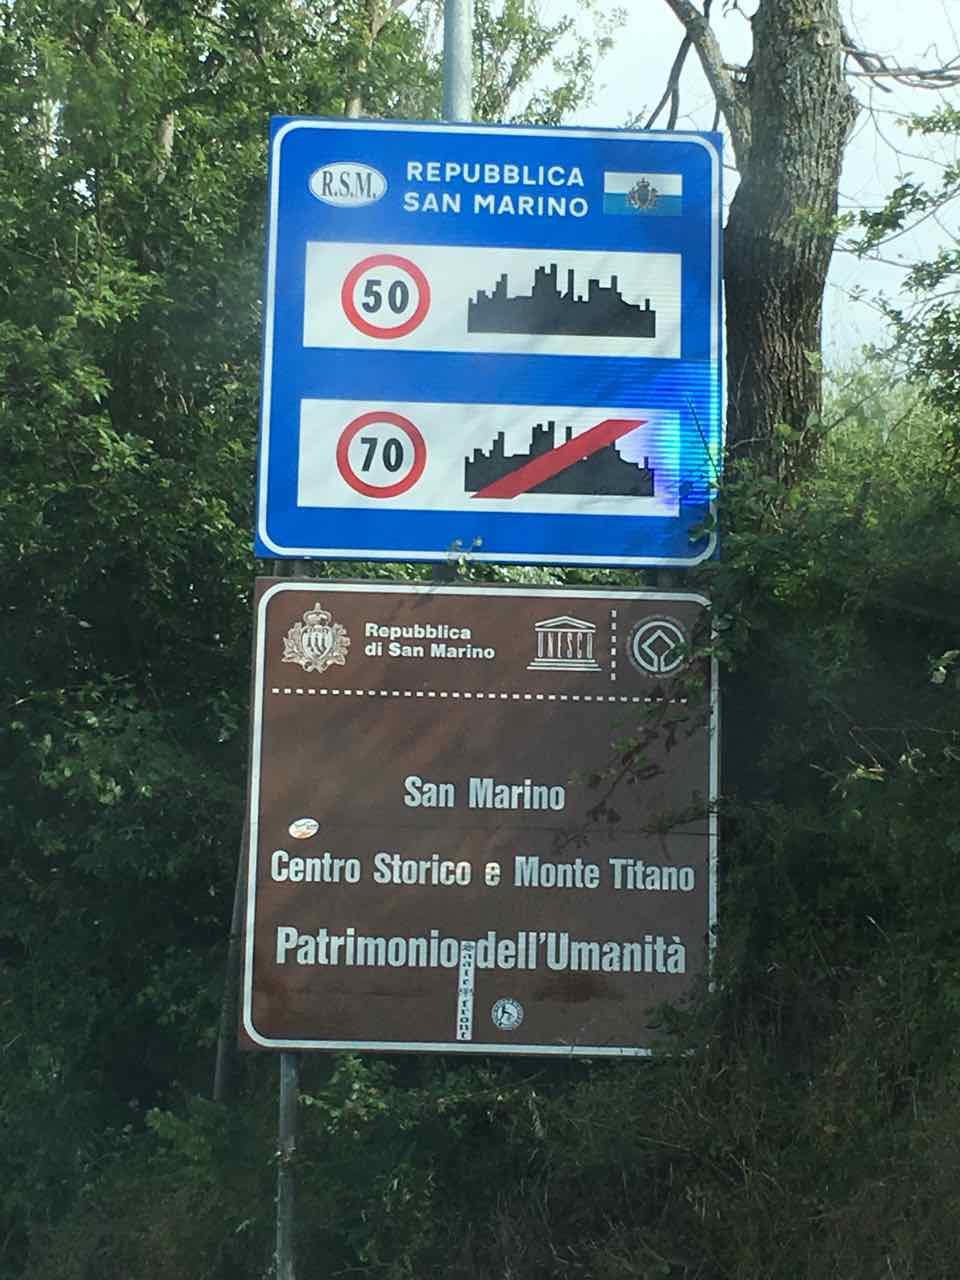 R.S.M.
REPUBBLICA
SAN MARINO
50
70
Repubblica
di San Marino
UNESCO
San Marino
Centro Storico e Monte Titano
Patrimonio dell'Umanità
front